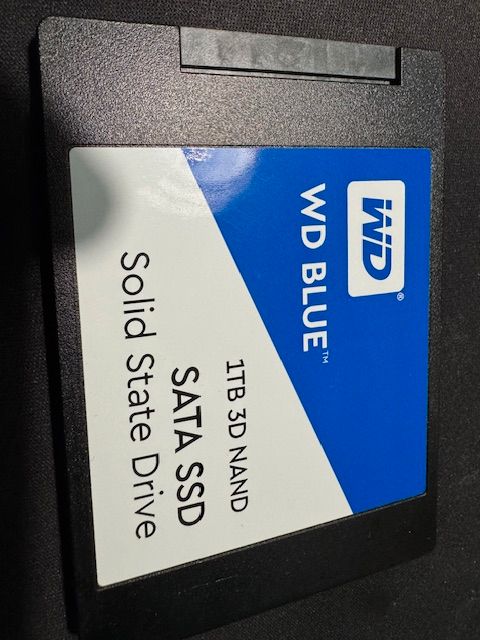 WD®
WD BLUE™
1TB 3D NAND
SATA SSD
Solid State Drive